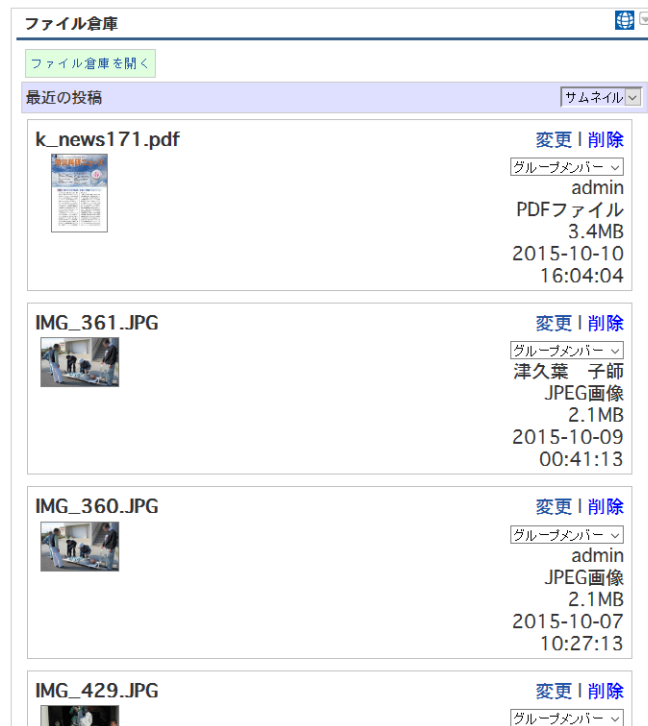 ファイル倉庫
ファイル倉庫を開く
最近の投稿 サムネイル
k_news171.pdf 変更 | 削除
グループメンバー
admin
PDFファイル
3.4MB
2015-10-10
16:04:04
IMG_361.JPG 変更 | 削除
グループメンバー
津久葉　子師
JPEG画像
2.1MB
2015-10-09
00:41:13
IMG_360.JPG 変更 | 削除
グループメンバー
admin
JPEG画像
2.1MB
2015-10-07
10:27:13
IMG_429.JPG 変更 | 削除
グループメンバー